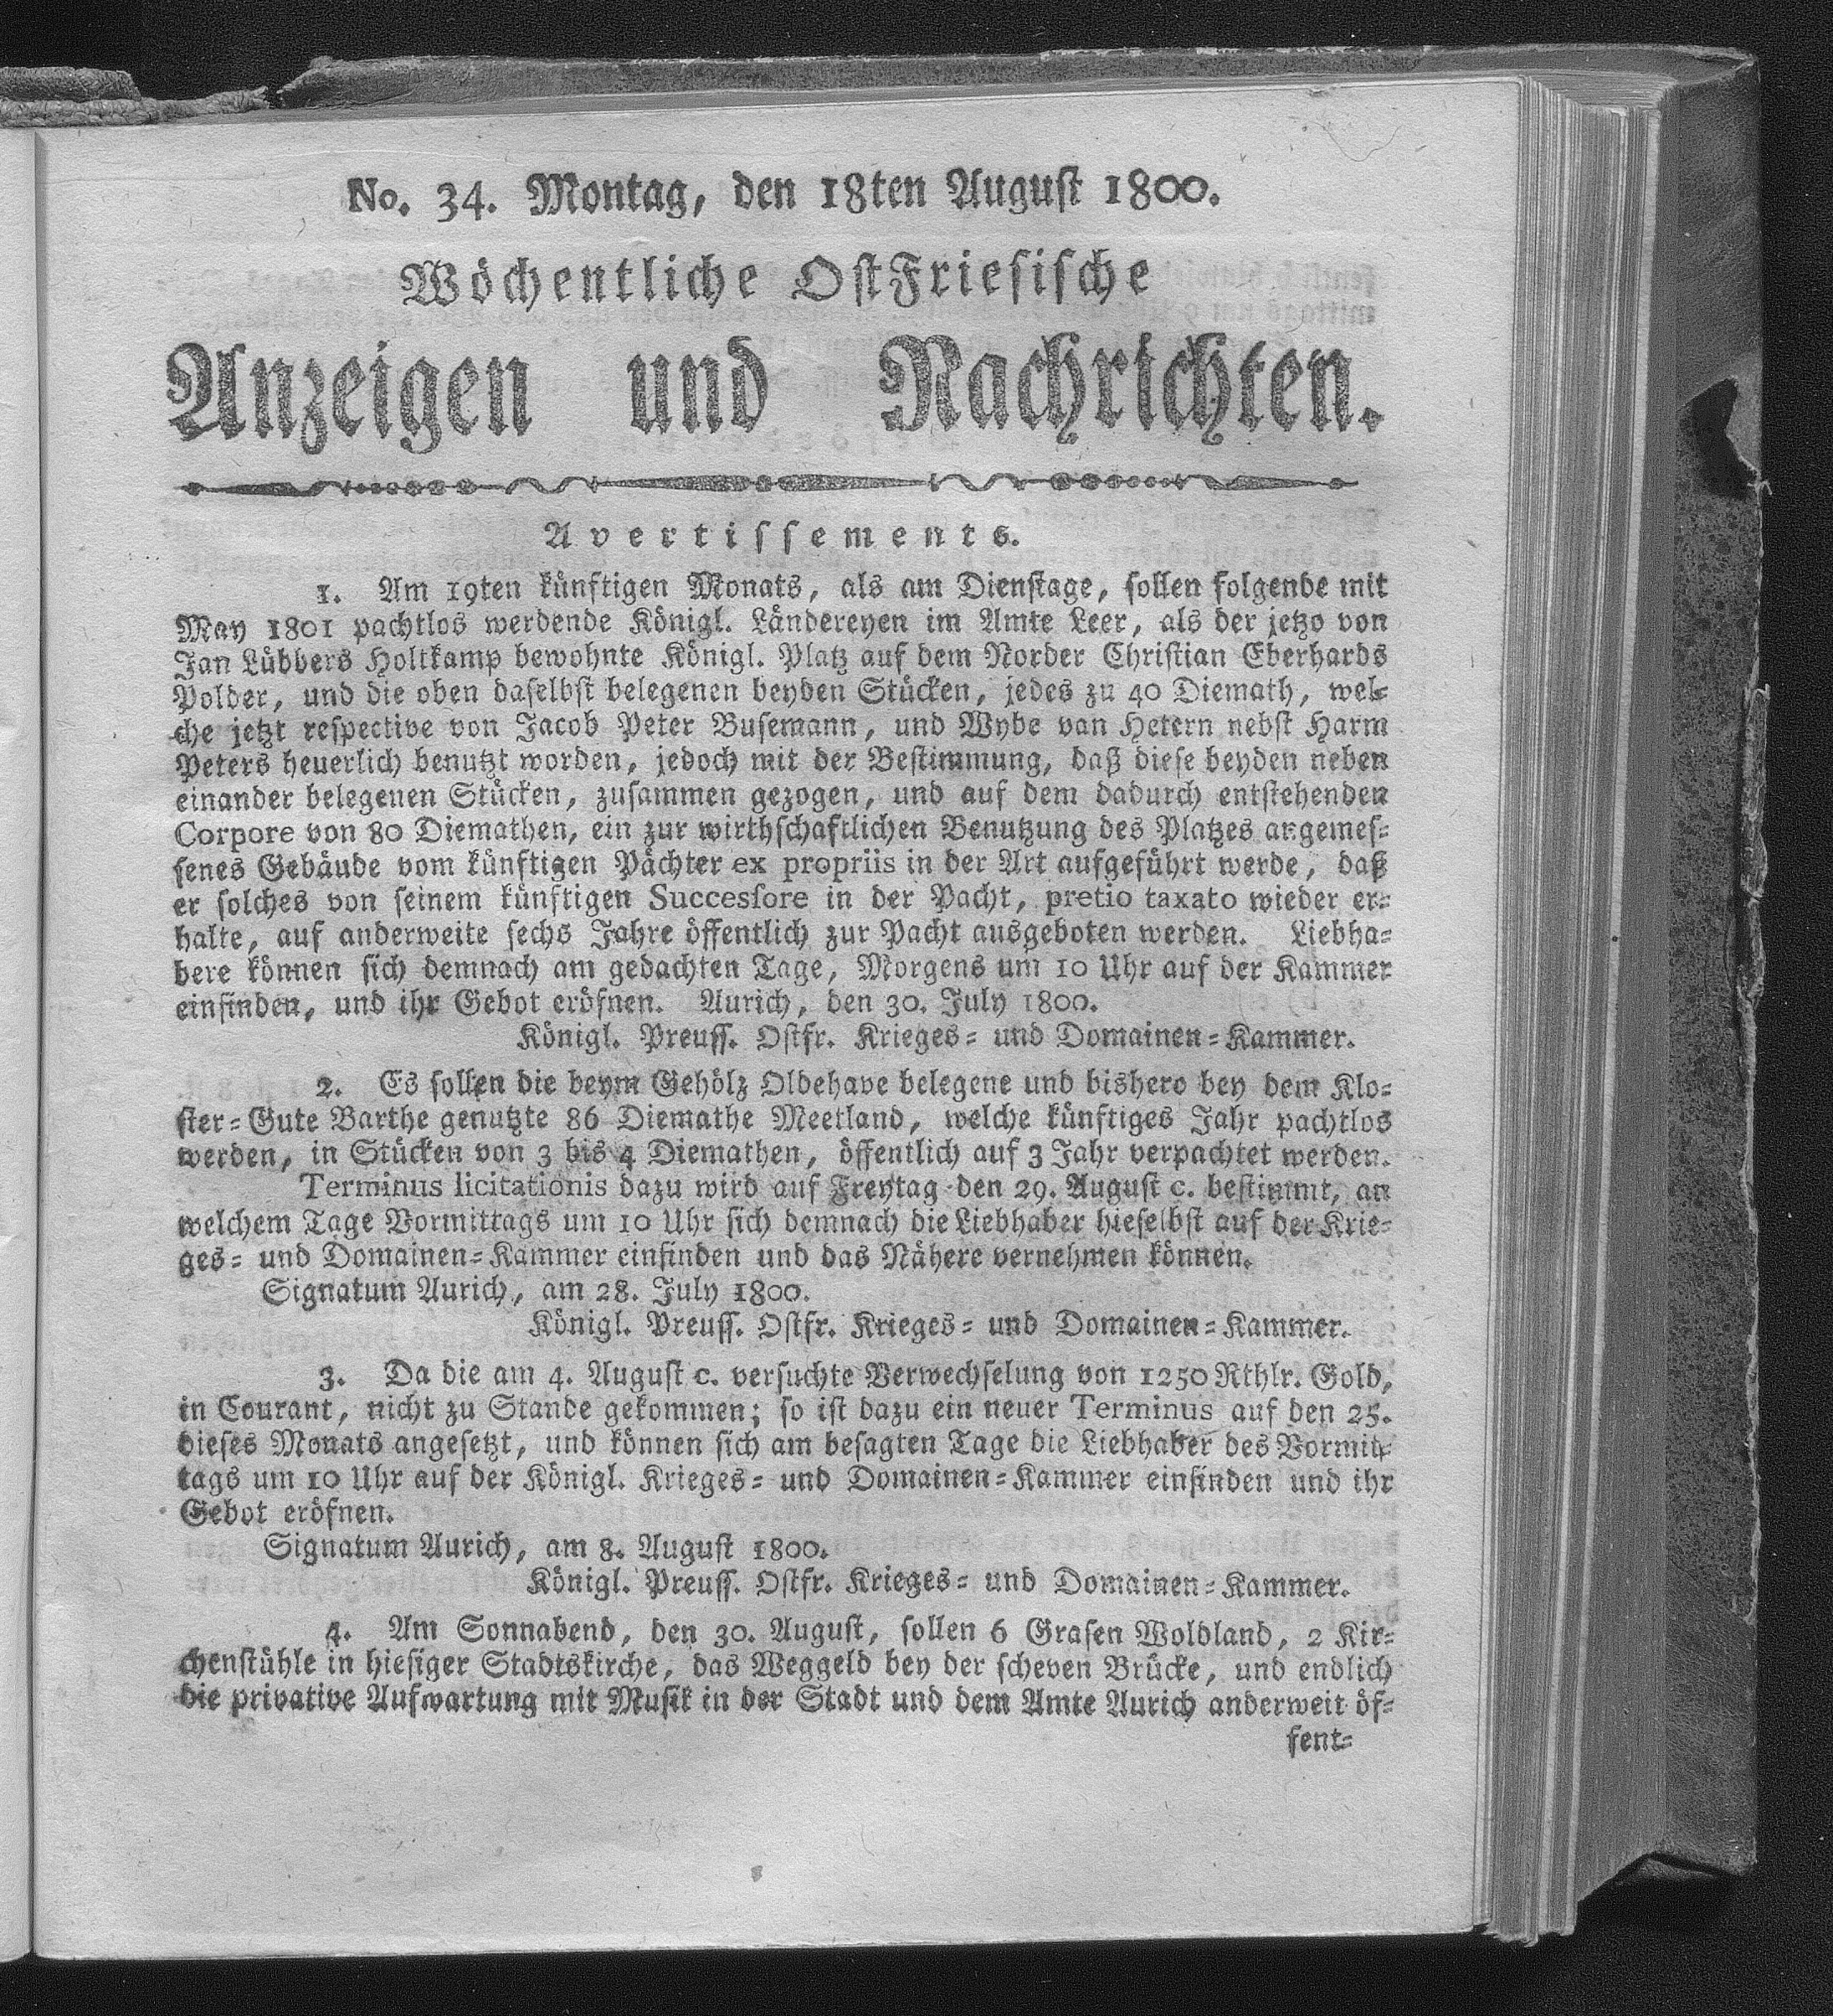 No. 34. Montag, den 18ten August 1800.
Wöchentliche OstFriesische
Anzeigen und Nachrichten.
Avertissements.
1. Am 19ten künftigen Monats, als am Dienstage, sollen folgende mit
May 1801 pachtlos werdende Königl. Ländereyen im Amte Leer, als der jetzo von
Jan Lübbers Holtkamp bewohnte Königl. Platz auf dem Norder Christian Eberhards
Polder, und die oben daselbst belegenen beyden Stücken, jedes zu 40 Diemath, wel-
che jetzt respective von Jacob Peter Busemann, und Wybe van Hetern nebst Harm
Peters heuerlich benutzt worden, jedoch mit der Bestimmung, daß diese beyden neben
einander belegenen Stücken, zusammen gezogen, und auf dem dadurch entstehenden
Corpore von 80 Diemathen, ein zur wirthschaftlichen Benutzung des Platzes angemes-
senes Gebäude vom künftigen Pächter ex propriis in der Art aufgeführt werde, daß
er solches von seinem künftigen Successore in der Pacht, pretio taxato wieder er-
halte, auf anderweite sechs Jahre öffentlich zur Pacht ausgeboten werden. Liebha-
bere können sich demnach am gedachten Tage, Morgens um 10 Uhr auf der Kammer
einfinden, und ihr Gebot eröfnen. Aurich, den 30. July 1800.
Königl. Preuss. Ostfr. Krieges- und Domainen-Kammer.
2. Es sollen die beym Gehölz Oldehave belegene und bishero bey dem Klo-
ster-Gute Barthe genutzte 86 Diemathe Meetland, welche künftiges Jahr pachtlos
werden, in Stücken von 3 bis 4 Diemathen, öffentlich auf 3 Jahr verpachtet werden.
Terminus licitationis dazu wird auf Freytag den 29. August c. bestimmt, an
welchem Tage Vormittags um 10 Uhr sich demnach die Liebhaber hieselbst auf der Krie-
ges- und Domainen-Kammer einfinden und das Nähere vernehmen können.
Signatum Aurich, am 28. July 1800.
Königl. Preuss. Ostfr. Krieges- und Domainen-Kammer.
3. Da die am 4. August c. versuchte Verwechselung von 1250 Rthlr. Gold,
in Courant, nicht zu Stande gekommen; so ist dazu ein neuer Terminus auf den 25.
dieses Monats angesetzt, und können sich am besagten Tage die Liebhaber des Vormit-
tags um 10 Uhr auf der Königl. Krieges- und Domainen-Kammer einfinden und ihr
Gebot eröfnen.
Signatum Aurich, am 8. August 1800.
Königl. Preuss. Ostfr. Krieges- und Domainen-Kammer.
4. Am Sonnabend, den 30. August, sollen 6 Grasen Woldland, 2 Kir-
chenstühle in hiesiger Stadtskirche, das Weggeld bey der scheven Brücke, und endlich
die privative Aufwartung mit Musik in der Stadt und dem Amte Aurich anderweit öf-
fent-